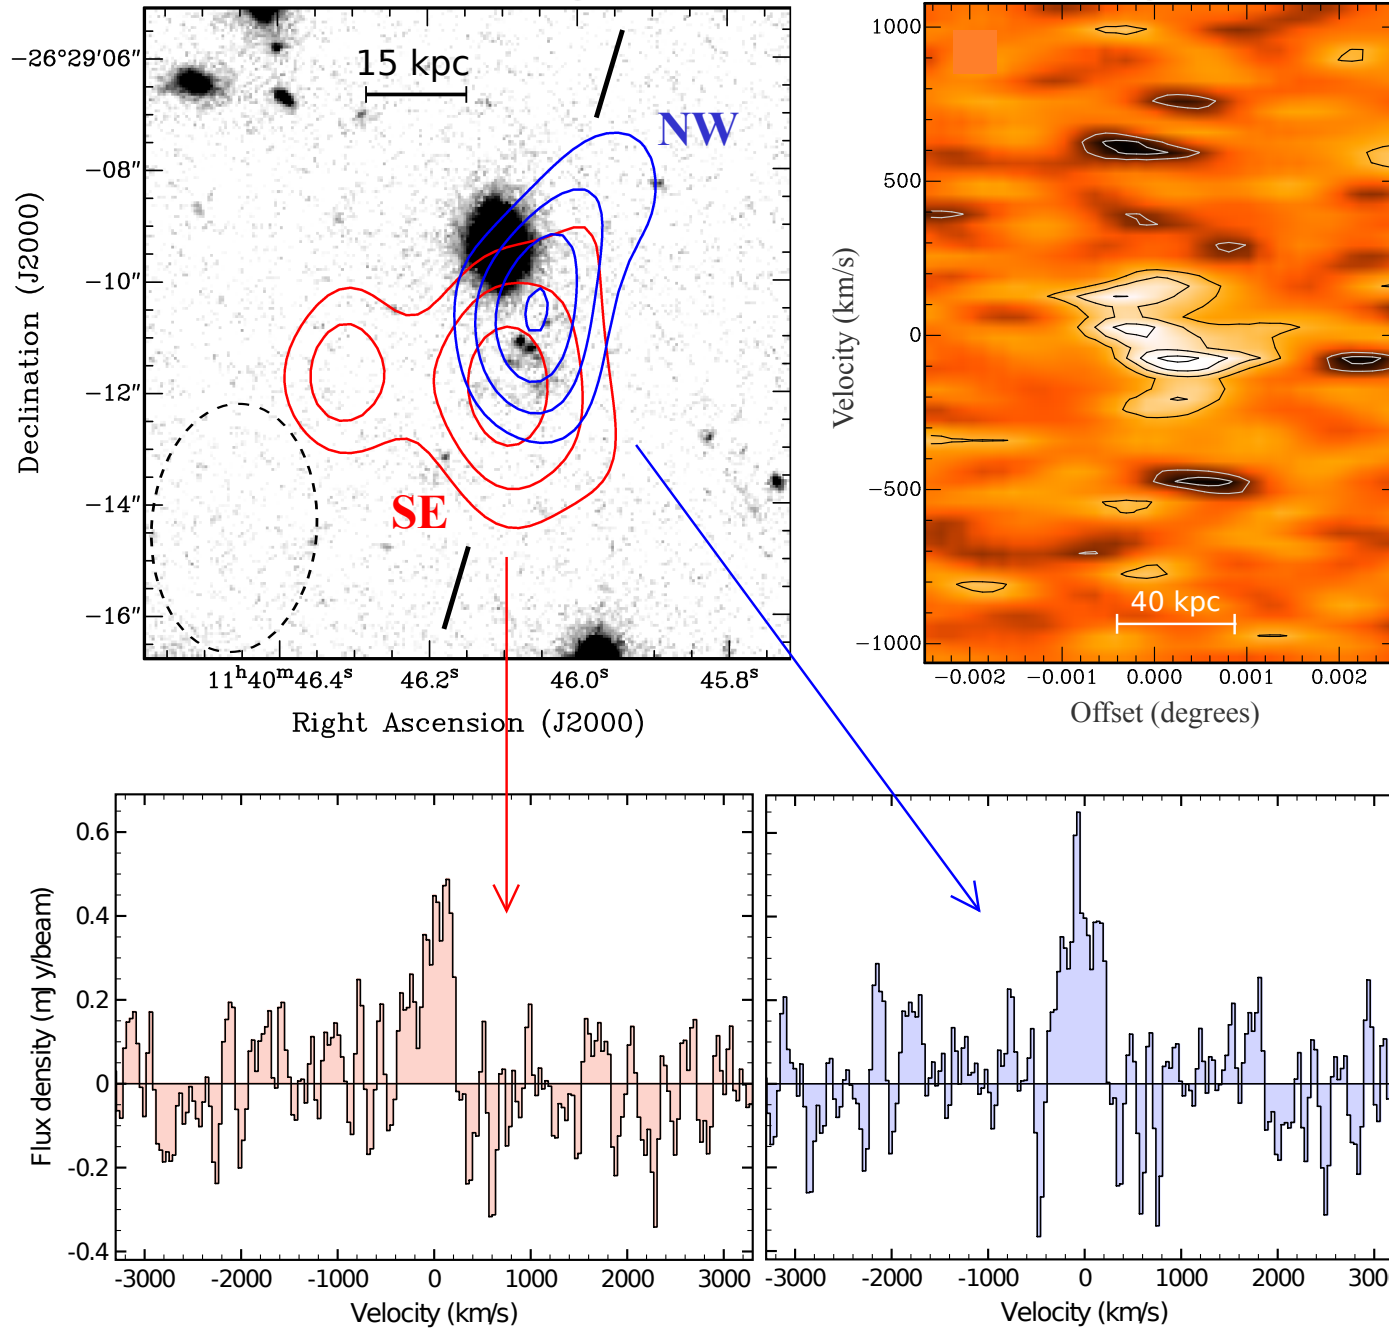 15 kpc
NW
SE
−26°29′06″
−08″
−10″
−12″
−14″
−16″
Declination (J2000)
11ʰ40ᵐ46.4ˢ
46.2ˢ
46.0ˢ
45.8ˢ
Right Ascension (J2000)
1000
500
0
−500
−1000
Velocity (km/s)
40 kpc
−0.002
−0.001
0.000
0.001
0.002
Offset (degrees)
0.6
0.4
0.2
0
-0.2
-0.4
Flux density (mJy/beam)
-3000
-2000
-1000
0
1000
2000
3000
Velocity (km/s)
-3000
-2000
-1000
0
1000
2000
Velocity (km/s)